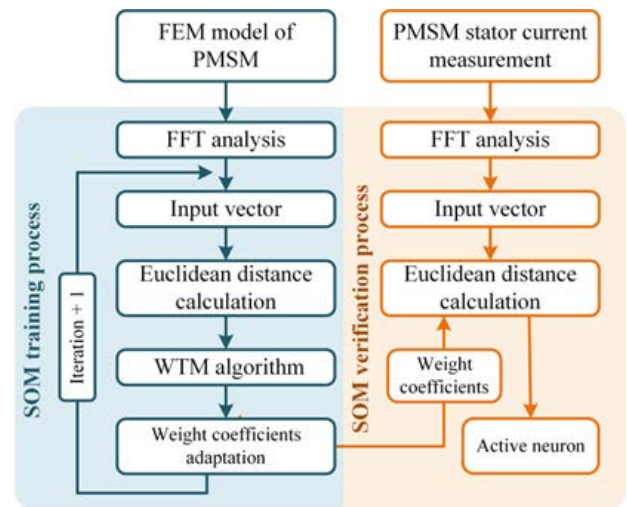 FEM model of
PMSM
FFT analysis
Input vector
Euclidean distance
calculation
WTM algorithm
Weight coefficients
adaptation
Iteration + 1
SOM training process
PMSM stator current
measurement
FFT analysis
Input vector
Euclidean distance
calculation
Weight
coefficients
Active neuron
SOM verification process